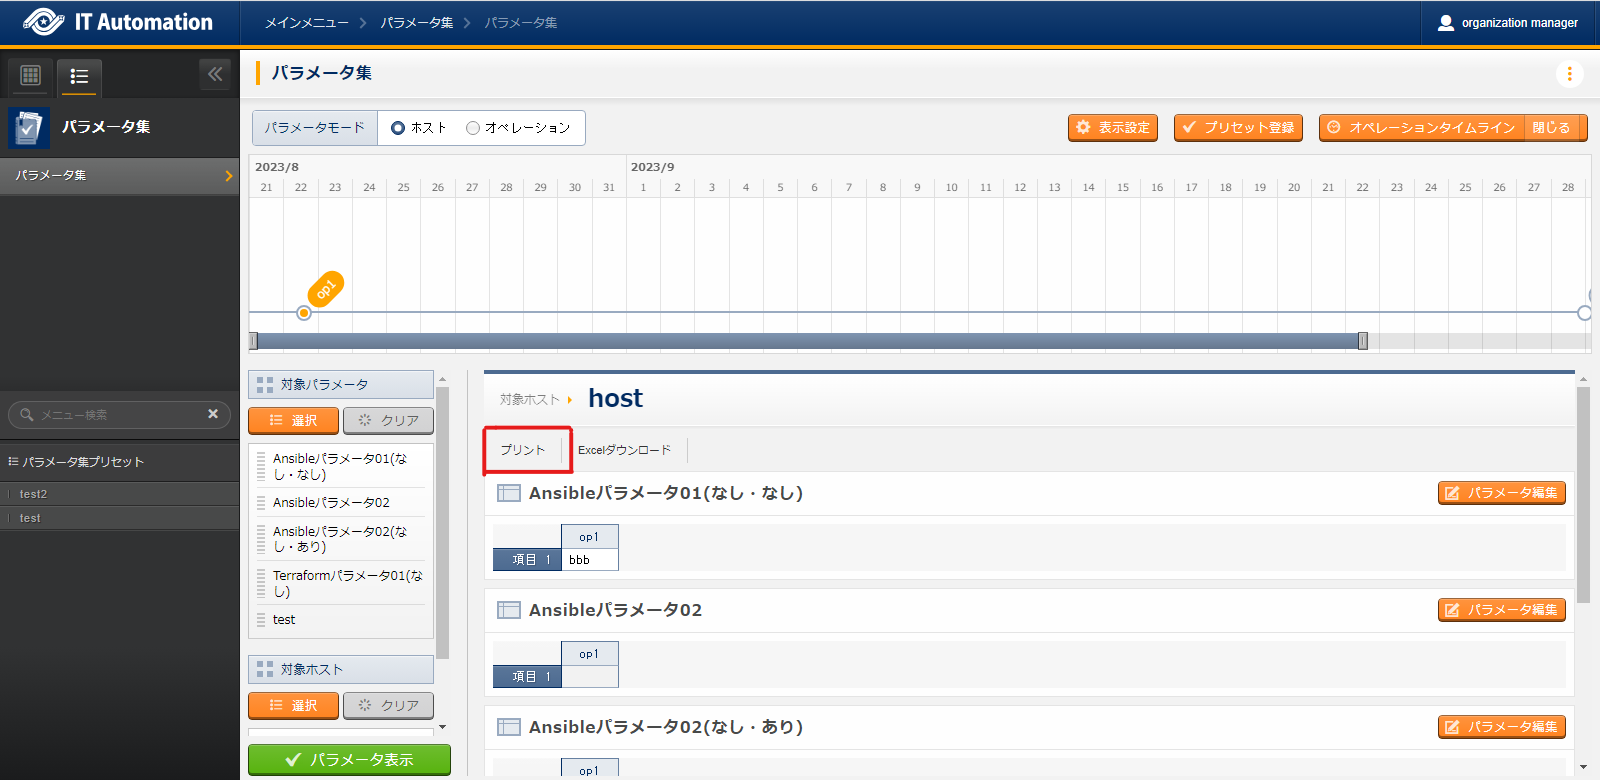 IT Automation
メインメニュー
パラメータ集
パラメータ集
organization manager
パラメータ集
パラメータ集
メニュー検索
パラメータ集プリセット
test2
test
パラメータ集
パラメータモード
ホスト
オペレーション
表示設定
プリセット登録
オペレーションタイムライン
閉じる
2023/8
2023/9
21 22 23 24 25 26 27 28 29 30 31 1 2 3 4 5 6 7 8 9 10 11 12 13 14 15 16 17 18 19 20 21 22 23 24 25 26 27 28
op1
対象パラメータ
選択
クリア
Ansibleパラメータ01(な
し・なし)
Ansibleパラメータ02
Ansibleパラメータ02(な
し・あり)
Terraformパラメータ01(な
し)
test
対象ホスト
選択
クリア
パラメータ表示
対象ホスト
host
プリント
Excelダウンロード
Ansibleパラメータ01(なし・なし)
パラメータ編集
op1
項目 1
bbb
Ansibleパラメータ02
パラメータ編集
op1
項目 1
Ansibleパラメータ02(なし・あり)
パラメータ編集
op1